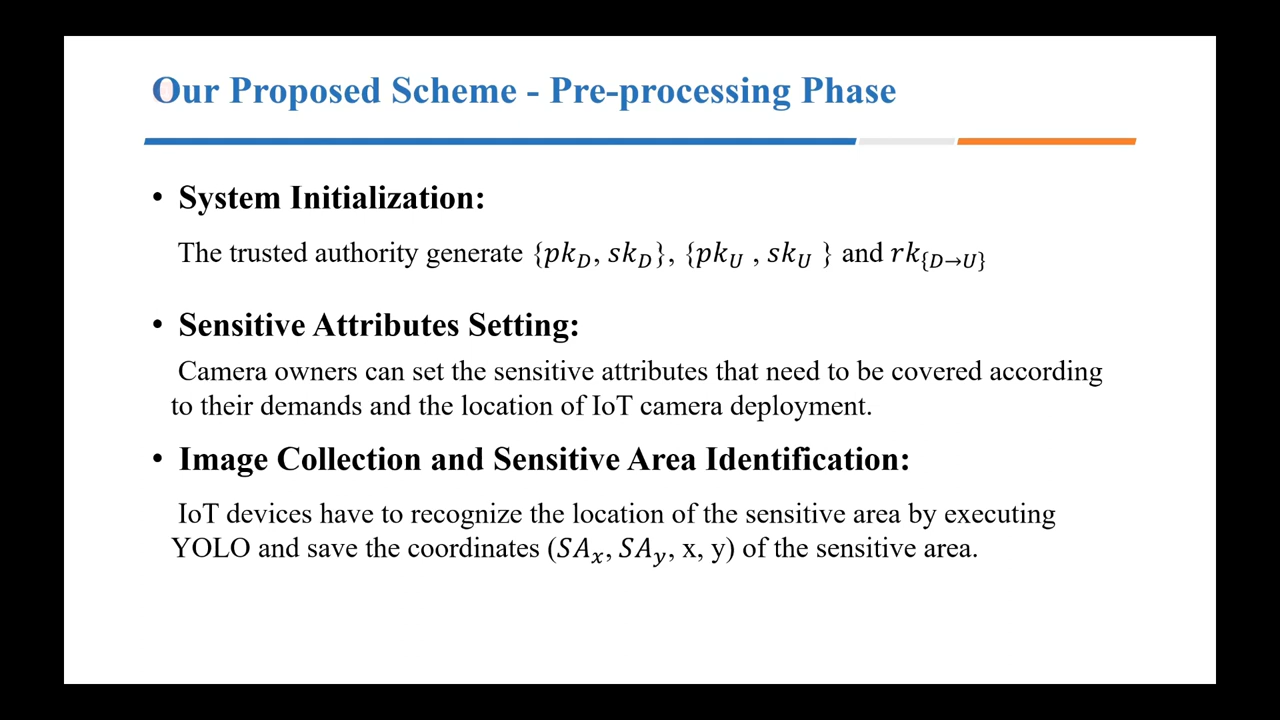 Our Proposed Scheme - Pre-processing Phase
• System Initialization:
The trusted authority generate {𝑝𝑘_𝐷, 𝑠𝑘_𝐷}, {𝑝𝑘_𝑈 , 𝑠𝑘_𝑈 } and 𝑟𝑘_{𝐷→𝑈}
• Sensitive Attributes Setting:
Camera owners can set the sensitive attributes that need to be covered according
to their demands and the location of IoT camera deployment.
• Image Collection and Sensitive Area Identification:
IoT devices have to recognize the location of the sensitive area by executing
YOLO and save the coordinates (𝑆𝐴_𝑥, 𝑆𝐴_𝑦, x, y) of the sensitive area.